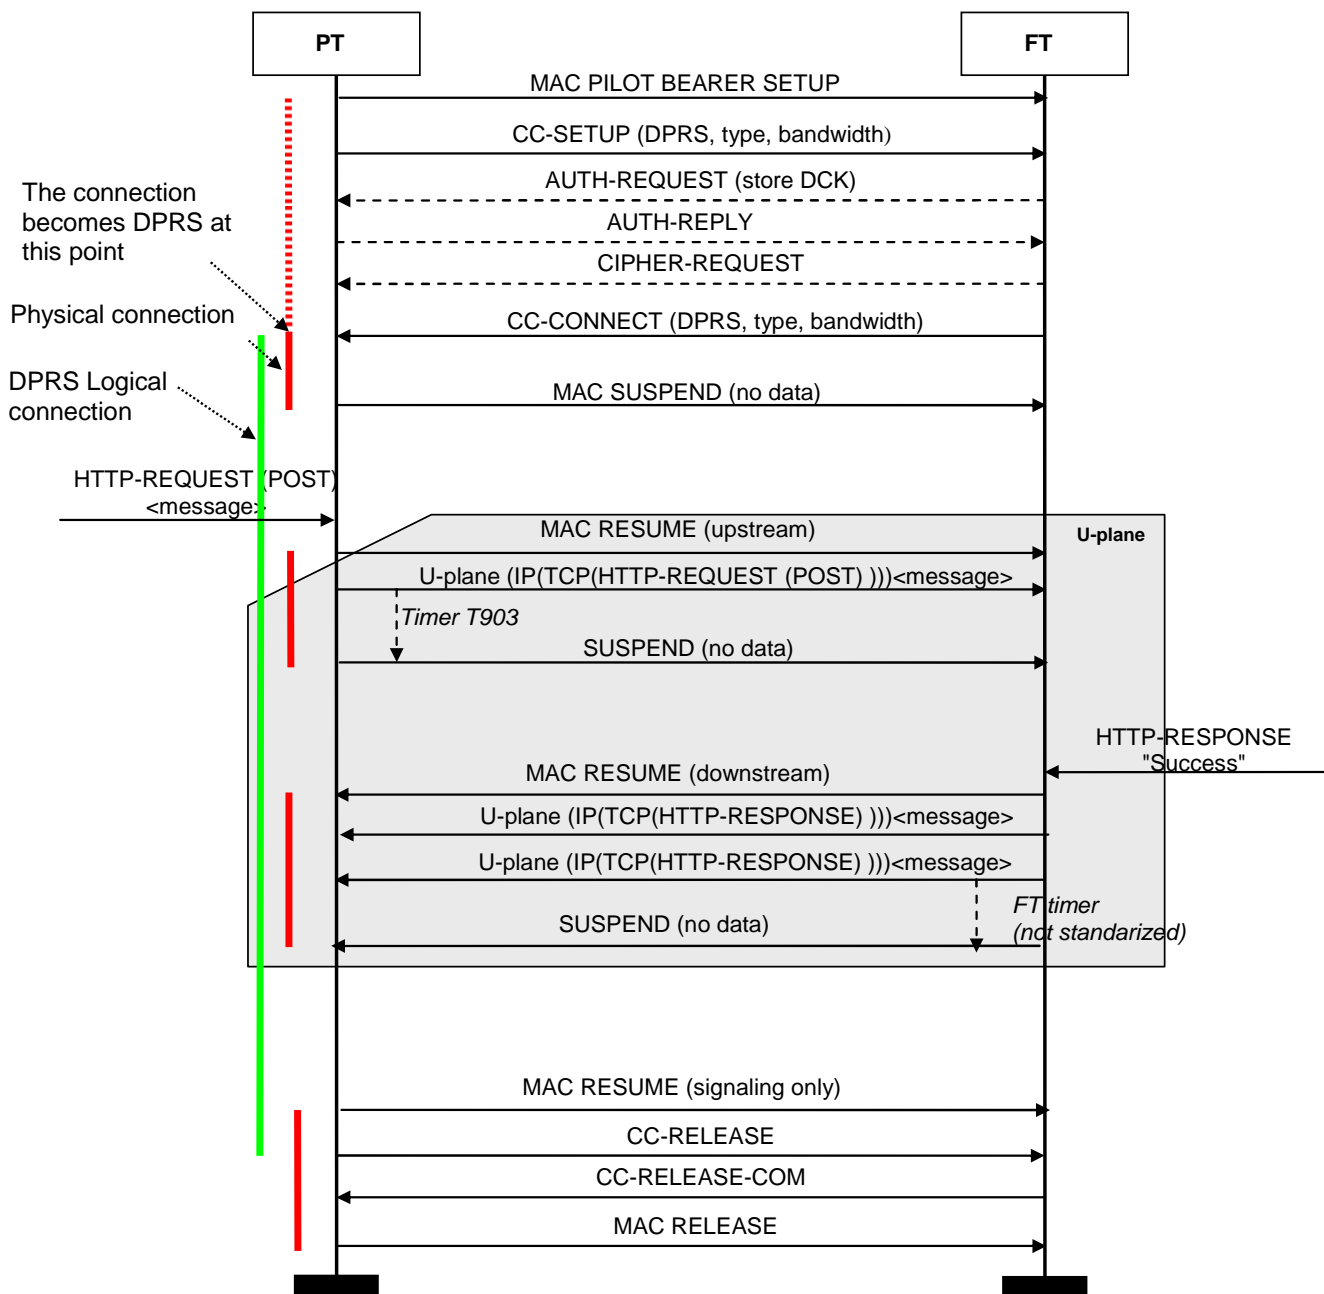 PT
FT
MAC PILOT BEARER SETUP
CC-SETUP (DPRS, type, bandwidth)
AUTH-REQUEST (store DCK)
The connection
becomes DPRS at
this point
AUTH-REPLY
CIPHER-REQUEST
Physical connection
CC-CONNECT (DPRS, type, bandwidth)
DPRS Logical
connection
MAC SUSPEND (no data)
HTTP-REQUEST (POST)
<message>
MAC RESUME (upstream)
U-plane
U-plane (IP(TCP(HTTP-REQUEST (POST) )))<message>
Timer T903
SUSPEND (no data)
HTTP-RESPONSE
"Success"
MAC RESUME (downstream)
U-plane (IP(TCP(HTTP-RESPONSE) )))<message>
U-plane (IP(TCP(HTTP-RESPONSE) )))<message>
FT timer
(not standarized)
SUSPEND (no data)
MAC RESUME (signaling only)
CC-RELEASE
CC-RELEASE-COM
MAC RELEASE